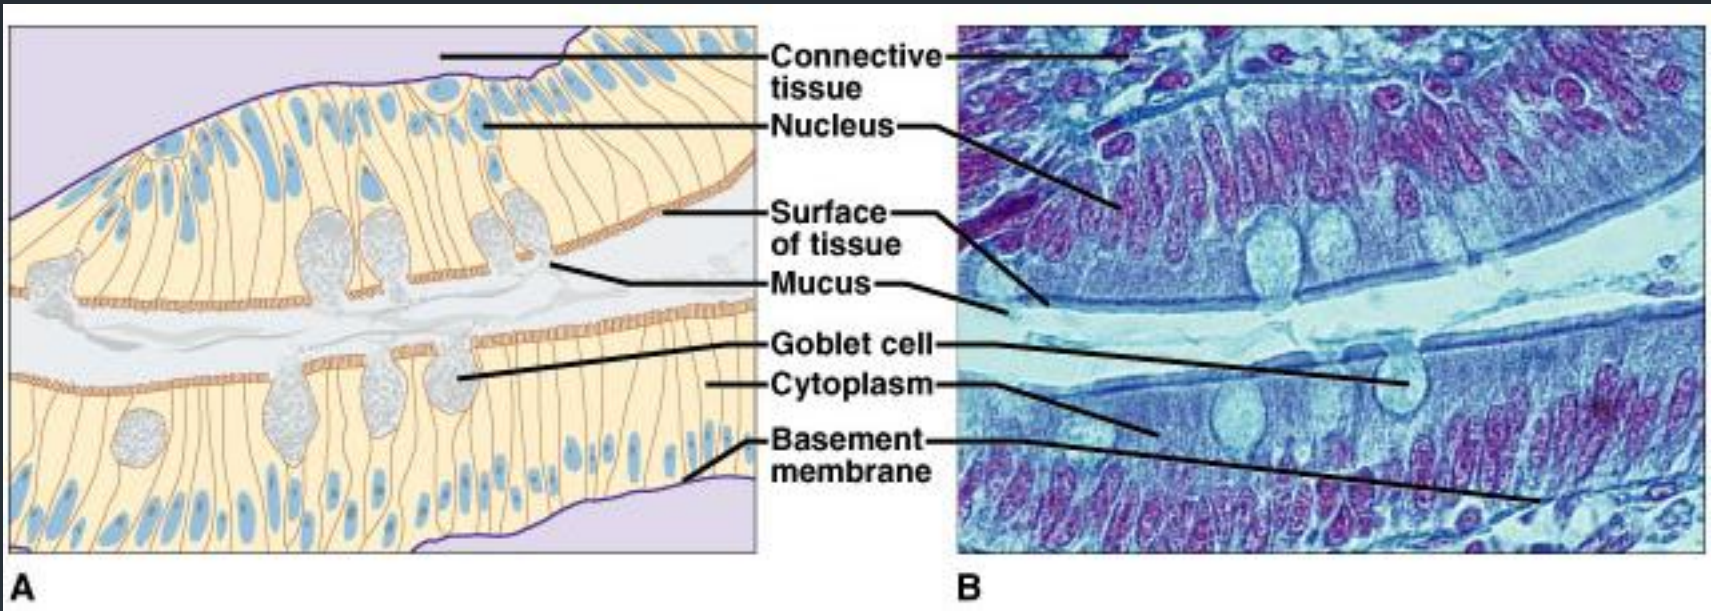 Connective
tissue
Nucleus
Surface
of tissue
Mucus
Goblet cell
Cytoplasm
Basement
membrane
A
B